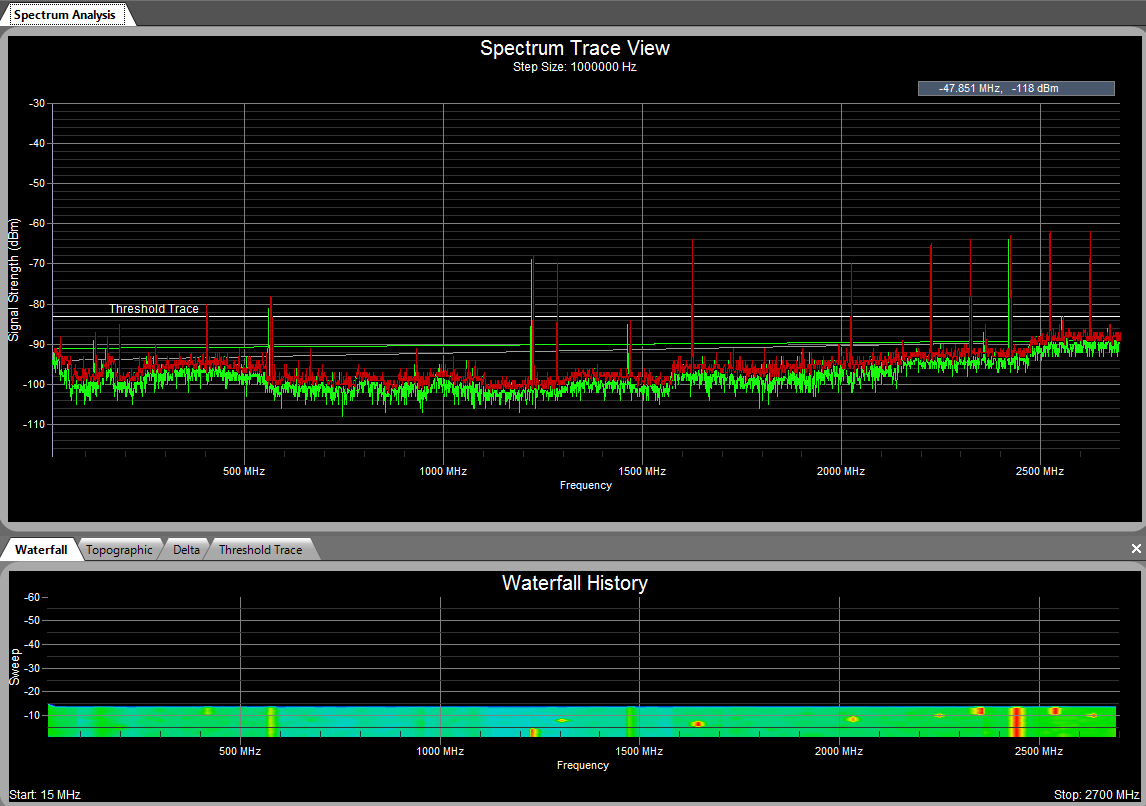 Spectrum Analysis
Spectrum Trace View
Step Size: 1000000 Hz
-47.851 MHz, -118 dBm
-30
-40
-50
-60
-70
-80
-90
-100
-110
Signal Strength (dBm)
Threshold Trace
500 MHz
1000 MHz
1500 MHz
2000 MHz
2500 MHz
Frequency
Waterfall
Topographic
Delta
Threshold Trace
Waterfall History
-60
-50
-40
-30
-20
-10
Sweep
500 MHz
1000 MHz
1500 MHz
2000 MHz
2500 MHz
Frequency
Start: 15 MHz
Stop: 2700 MHz